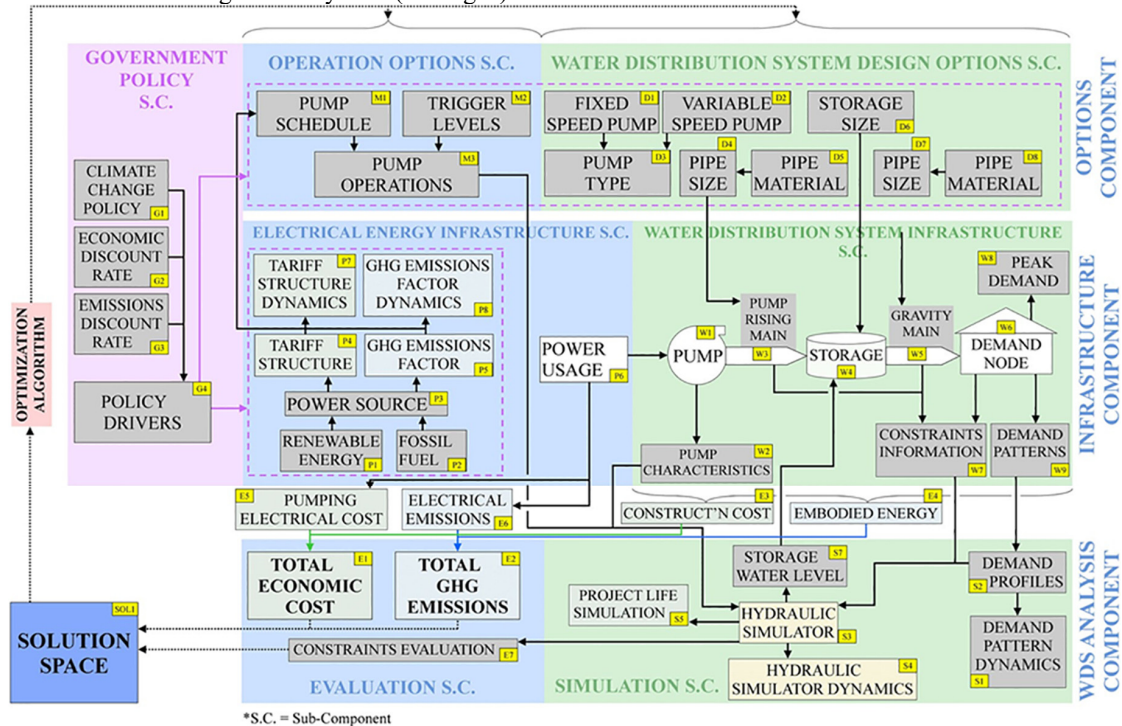 GOVERNMENT
POLICY
S.C.
OPERATION OPTIONS S.C.
WATER DISTRIBUTION SYSTEM DESIGN OPTIONS S.C.
OPTIONS
COMPONENT
PUMP
SCHEDULE
M1
TRIGGER
LEVELS
M2
PUMP
OPERATIONS
M3
FIXED
SPEED PUMP
D1
VARIABLE
SPEED PUMP
D2
STORAGE
SIZE
D6
PUMP
TYPE
D3
PIPE
SIZE
D4
PIPE
MATERIAL
D5
PIPE
SIZE
D7
PIPE
MATERIAL
D8
CLIMATE
CHANGE
POLICY
G1
ECONOMIC
DISCOUNT
RATE
G2
EMISSIONS
DISCOUNT
RATE
G3
POLICY
DRIVERS
G4
OPTIMIZATION
ALGORITHM
ELECTRICAL ENERGY INFRASTRUCTURE S.C.
WATER DISTRIBUTION SYSTEM INFRASTRUCTURE
S.C.
INFRASTRUCTURE
COMPONENT
TARIFF
STRUCTURE
DYNAMICS
P7
GHG EMISSIONS
FACTOR
DYNAMICS
P8
TARIFF
STRUCTURE
P4
GHG EMISSIONS
FACTOR
P5
POWER SOURCE
P3
RENEWABLE
ENERGY
P1
FOSSIL
FUEL
P2
POWER
USAGE
P6
W1
PUMP
PUMP
RISING
MAIN
W3
STORAGE
W4
GRAVITY
MAIN
W5
W8
PEAK
DEMAND
W6
DEMAND
NODE
PUMP
CHARACTERISTICS
W2
CONSTRAINTS
INFORMATION
W7
DEMAND
PATTERNS
W9
E5
PUMPING
ELECTRICAL COST
ELECTRICAL
EMISSIONS
E6
CONSTRUCT'N COST
E3
EMBODIED ENERGY
E4
TOTAL
ECONOMIC
COST
E1
TOTAL
GHG
EMISSIONS
E2
STORAGE
WATER LEVEL
S7
PROJECT LIFE
SIMULATION
S5
HYDRAULIC
SIMULATOR
S3
DEMAND
PROFILES
S2
HYDRAULIC
SIMULATOR DYNAMICS
S4
DEMAND
PATTERN
DYNAMICS
S1
WDS ANALYSIS
COMPONENT
SOL1
SOLUTION
SPACE
CONSTRAINTS EVALUATION
E7
EVALUATION S.C.
SIMULATION S.C.
*S.C. = Sub-Component